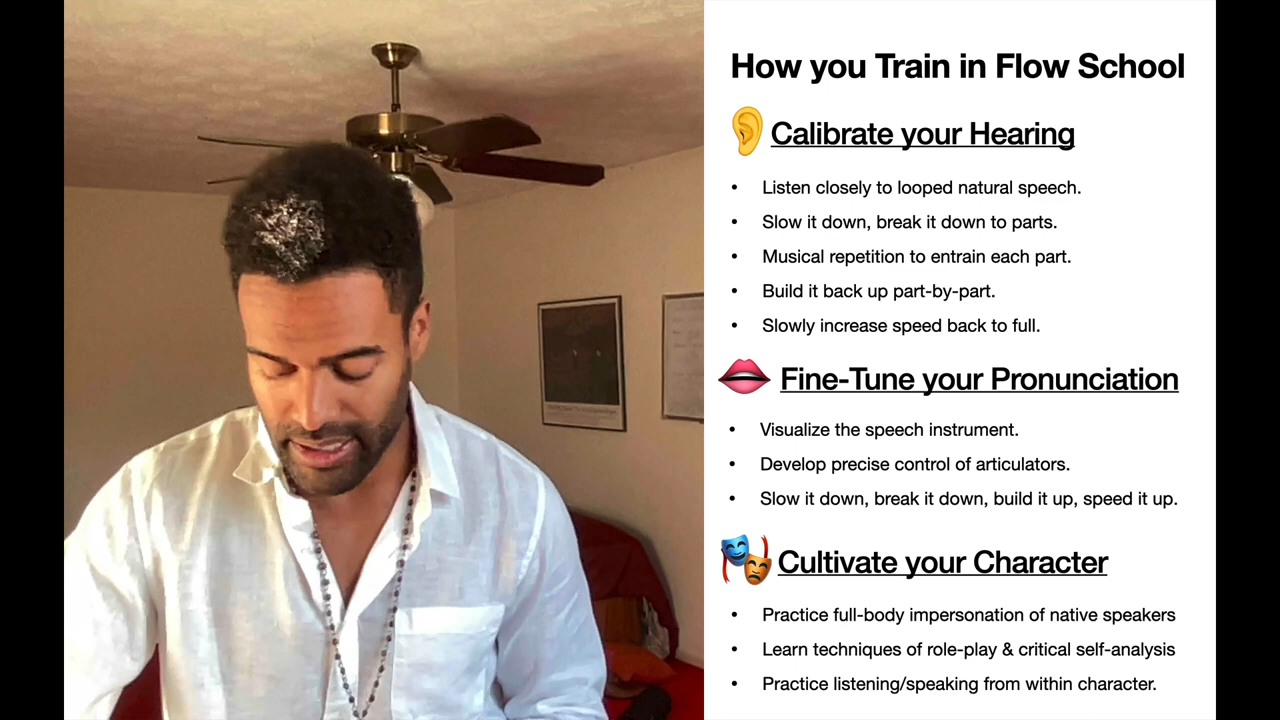 How you Train in Flow School
Calibrate your Hearing
• Listen closely to looped natural speech.
• Slow it down, break it down to parts.
• Musical repetition to entrain each part.
• Build it back up part-by-part.
• Slowly increase speed back to full.
Fine-Tune your Pronunciation
• Visualize the speech instrument.
• Develop precise control of articulators.
• Slow it down, break it down, build it up, speed it up.
Cultivate your Character
• Practice full-body impersonation of native speakers
• Learn techniques of role-play & critical self-analysis
• Practice listening/speaking from within character.